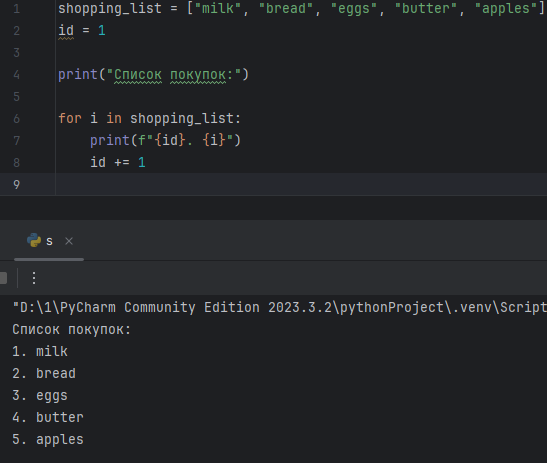 1 shopping_list = ["milk", "bread", "eggs", "butter", "apples"]
2 id = 1
3
4 print("Список покупок:")
5
6 for i in shopping_list:
7     print(f"{id}. {i}")
8     id += 1
9
s
"D:\1\PyCharm Community Edition 2023.3.2\pythonProject\.venv\Script
Список покупок:
1. milk
2. bread
3. eggs
4. butter
5. apples